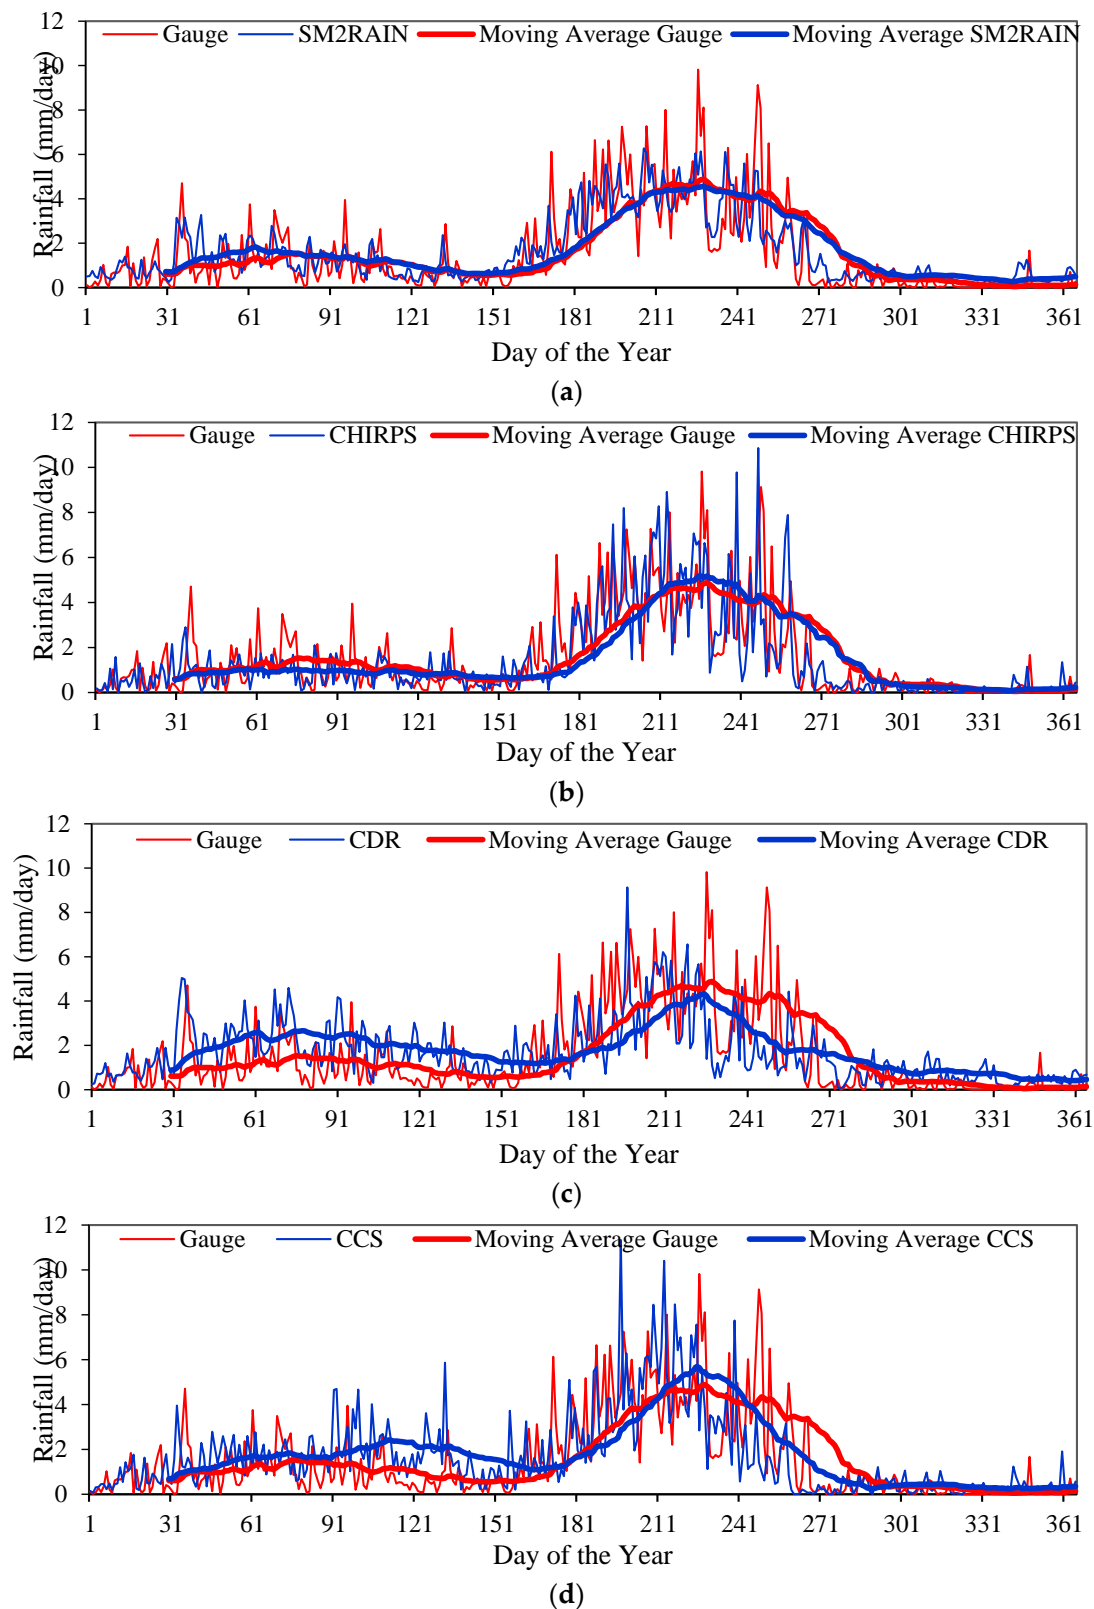 12
Gauge SM2RAIN Moving Average Gauge Moving Average SM2RAIN
10
8
6
4
2
0
Rainfall (mm/day)
1 31 61 91 121 151 181 211 241 271 301 331 361
Day of the Year
(a)
12
Gauge CHIRPS Moving Average Gauge Moving Average CHIRPS
10
8
6
4
2
0
Rainfall (mm/day)
1 31 61 91 121 151 181 211 241 271 301 331 361
Day of the Year
(b)
12
Gauge CDR Moving Average Gauge Moving Average CDR
10
8
6
4
2
0
Rainfall (mm/day)
1 31 61 91 121 151 181 211 241 271 301 331 361
Day of the Year
(c)
12
Gauge CCS Moving Average Gauge Moving Average CCS
10
8
6
4
2
0
Rainfall (mm/day)
1 31 61 91 121 151 181 211 241 271 301 331 361
Day of the Year
(d)